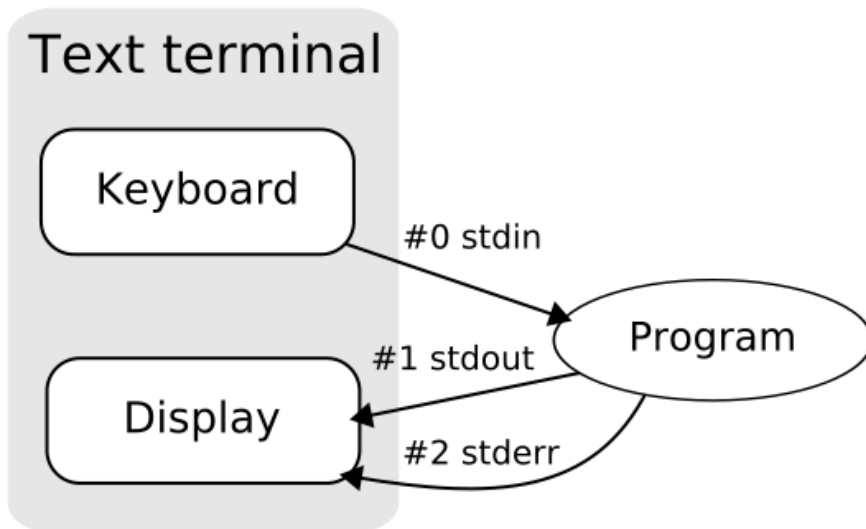 Text terminal
Keyboard
#0 stdin
Program
#1 stdout
Display
#2 stderr